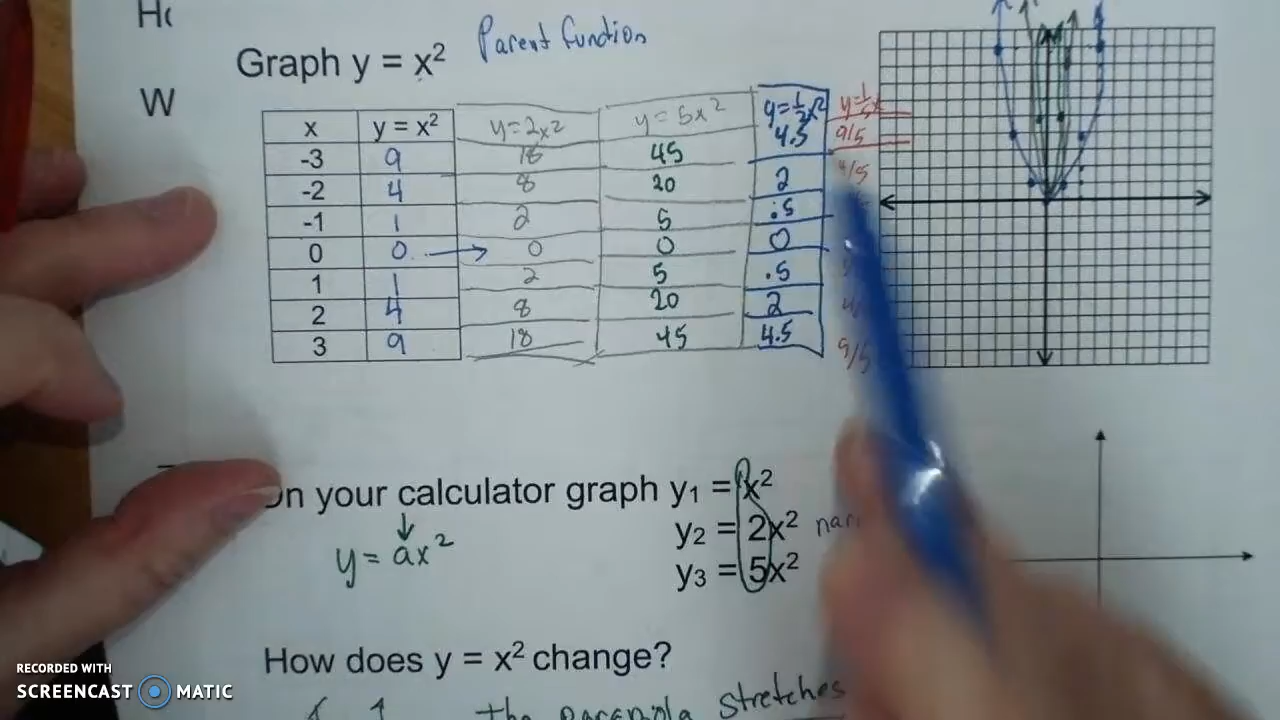 Parent function
Graph y = x²
W
x y = x² y=2x² y = 5x² y=½x²
4.5 9/5
-3 9 18 45
-2 4 8 20 2 4/5
-1 1 2 5 .5
0 0 → 0 0 0
1 1 2 5 .5
2 4 8 20 2
3 9 18 45 4.5 9/5
On your calculator graph y₁ = x²
y₂ = 2x²
y = ax²
y₃ = 5x²
How does y = x² change?
the parabola stretches
RECORDED WITH
SCREENCAST MATIC